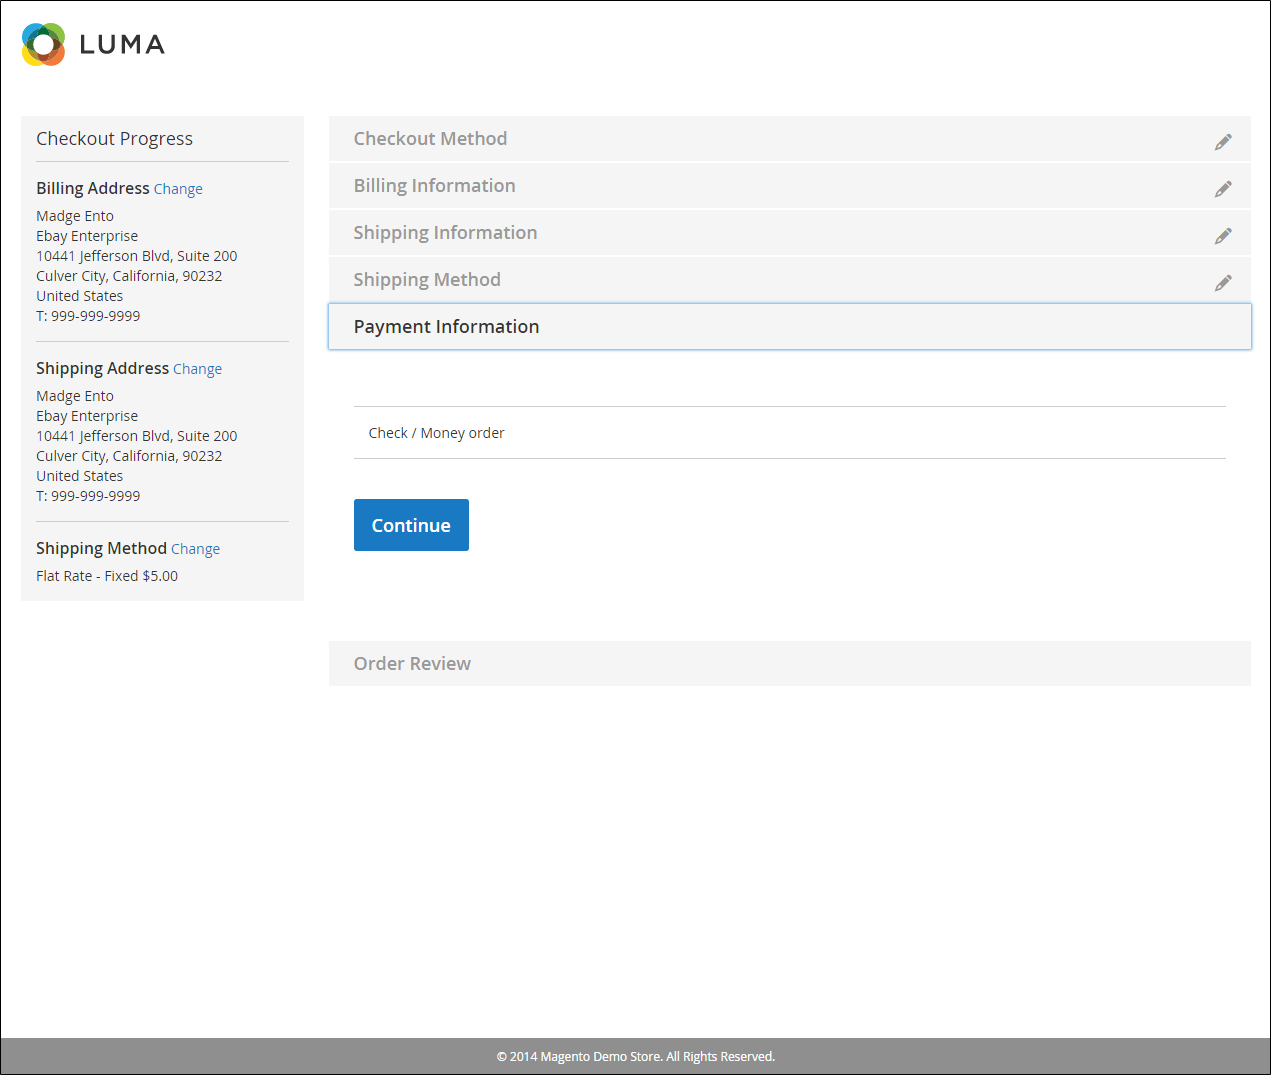 LUMA
Checkout Progress
Billing Address Change
Madge Ento
Ebay Enterprise
10441 Jefferson Blvd, Suite 200
Culver City, California, 90232
United States
T: 999-999-9999
Shipping Address Change
Madge Ento
Ebay Enterprise
10441 Jefferson Blvd, Suite 200
Culver City, California, 90232
United States
T: 999-999-9999
Shipping Method Change
Flat Rate - Fixed $5.00
Checkout Method
Billing Information
Shipping Information
Shipping Method
Payment Information
Check / Money order
Continue
Order Review
© 2014 Magento Demo Store. All Rights Reserved.